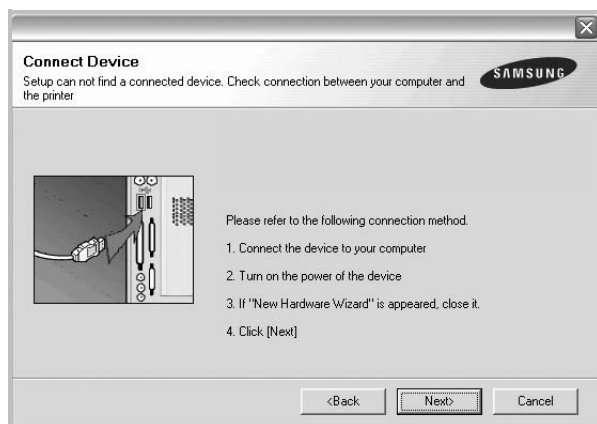 Connect Device
Setup can not find a connected device. Check connection between your computer and
the printer
SAMSUNG
Please refer to the following connection method.
1. Connect the device to your computer
2. Turn on the power of the device
3. If "New Hardware Wizard" is appeared, close it.
4. Click [Next]
<Back
Next>
Cancel